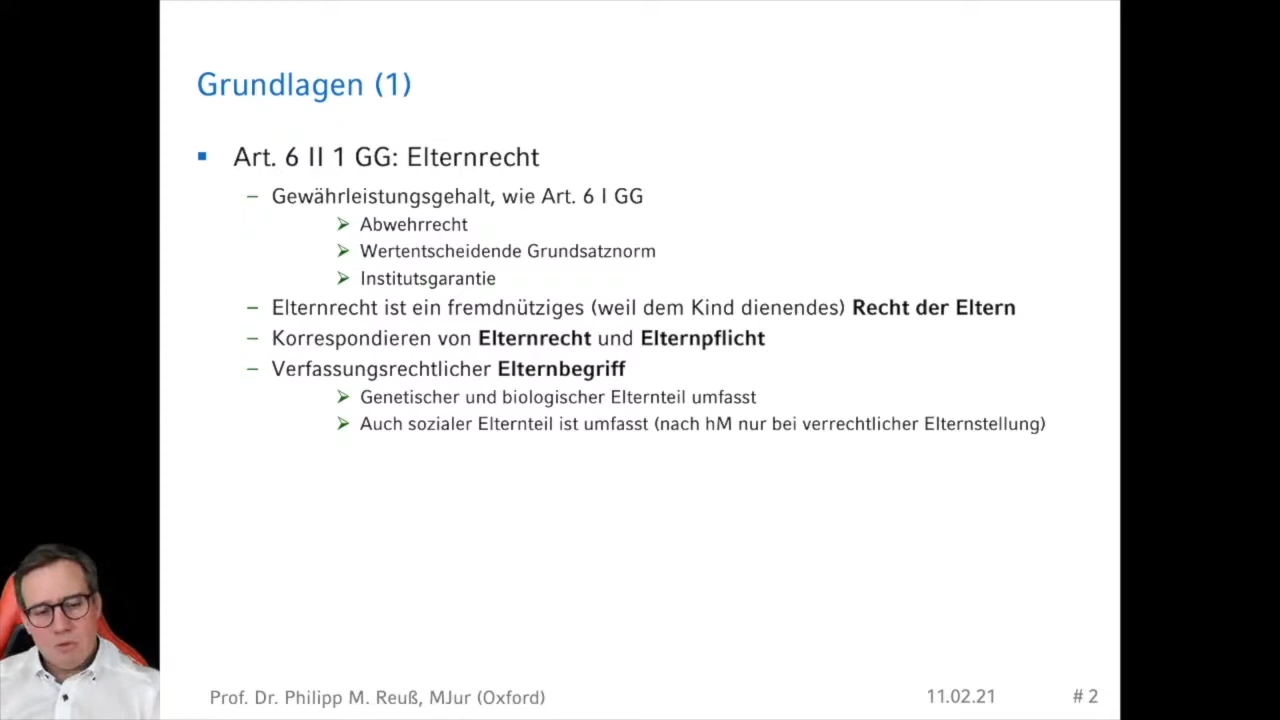 Grundlagen (1)
Art. 6 II 1 GG: Elternrecht
– Gewährleistungsgehalt, wie Art. 6 I GG
Abwehrrecht
Wertentscheidende Grundsatznorm
Institutsgarantie
– Elternrecht ist ein fremdnütziges (weil dem Kind dienendes) Recht der Eltern
– Korrespondieren von Elternrecht und Elternpflicht
– Verfassungsrechtlicher Elternbegriff
Genetischer und biologischer Elternteil umfasst
Auch sozialer Elternteil ist umfasst (nach hM nur bei verrechtlicher Elternstellung)
Prof. Dr. Philipp M. Reuß, MJur (Oxford) 11.02.21 # 2